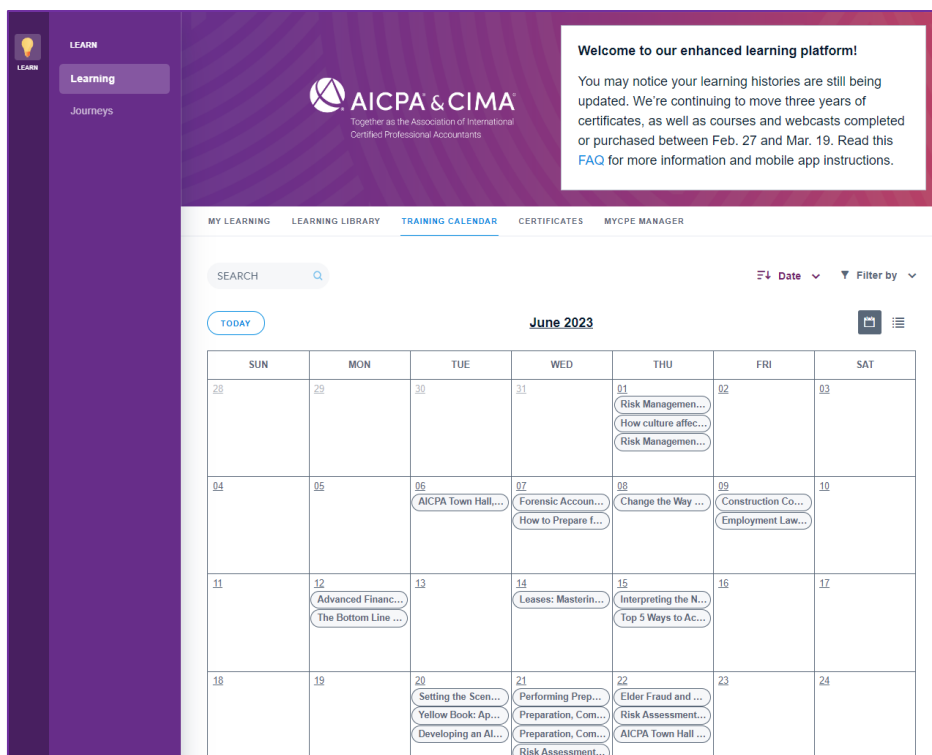 LEARN
LEARN
Learning
Journeys
AICPA & CIMA
Together as the Association of International
Certified Professional Accountants
Welcome to our enhanced learning platform!
You may notice your learning histories are still being
updated. We're continuing to move three years of
certificates, as well as courses and webcasts completed
or purchased between Feb. 27 and Mar. 19. Read this
FAQ for more information and mobile app instructions.
MY LEARNING LEARNING LIBRARY TRAINING CALENDAR CERTIFICATES MYCPE MANAGER
SEARCH Date Filter by
TODAY June 2023
SUN MON TUE WED THU FRI SAT
28 29 30 31 01 02 03
Risk Managemen...
How culture affec...
Risk Managemen...
04 05 06 07 08 09 10
AICPA Town Hall,... Forensic Accoun... Change the Way ... Construction Co...
How to Prepare f... Employment Law...
11 12 13 14 15 16 17
Advanced Financ... Leases: Masterin... Interpreting the N...
The Bottom Line ... Top 5 Ways to Ac...
18 19 20 21 22 23 24
Setting the Scen... Performing Prep... Elder Fraud and ...
Yellow Book: Ap... Preparation, Com... Risk Assessment...
Developing an Al... Preparation, Com... AICPA Town Hall ...
Risk Assessment...